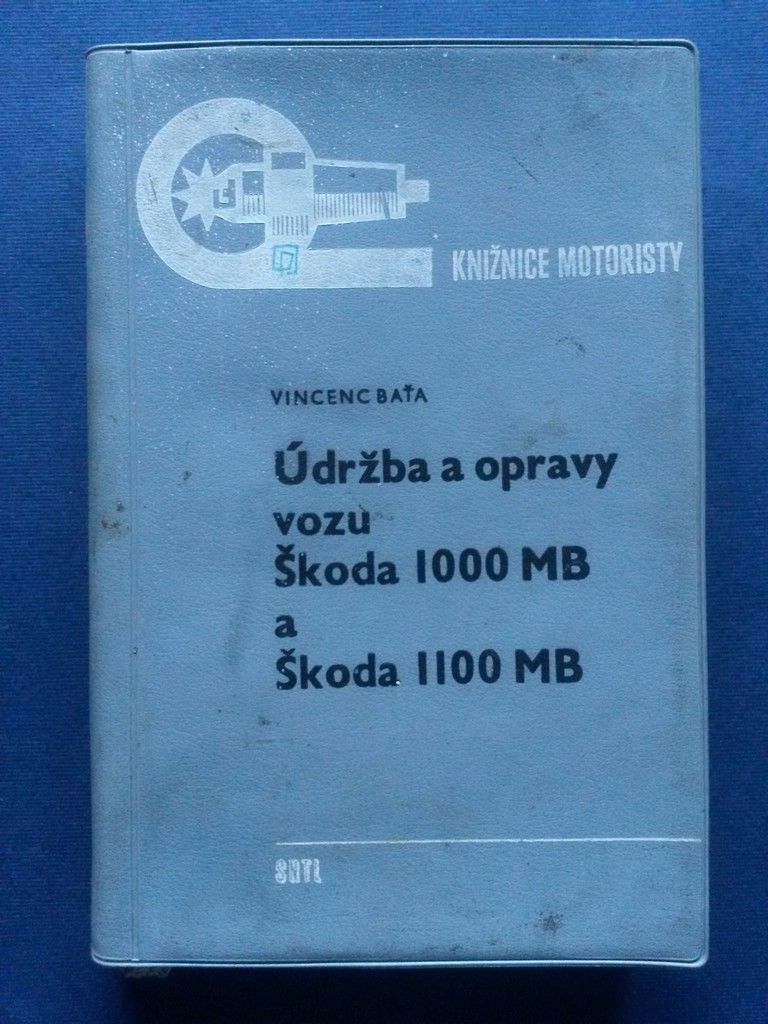 KNIŽNICE MOTORISTY
VINCENC BAŤA
Údržba a opravy
vozu
Škoda 1000 MB
a
Škoda 1100 MB
SNTL